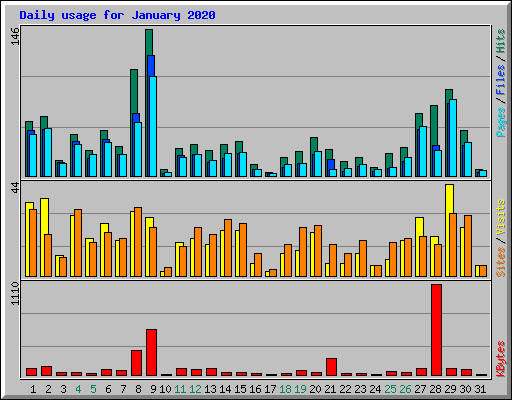 Daily usage for January 2020
146
Pages / Files / Hits
44
Sites / Visits
1110
KBytes
1 2 3 4 5 6 7 8 9 10 11 12 13 14 15 16 17 18 19 20 21 22 23 24 25 26 27 28 29 30 31